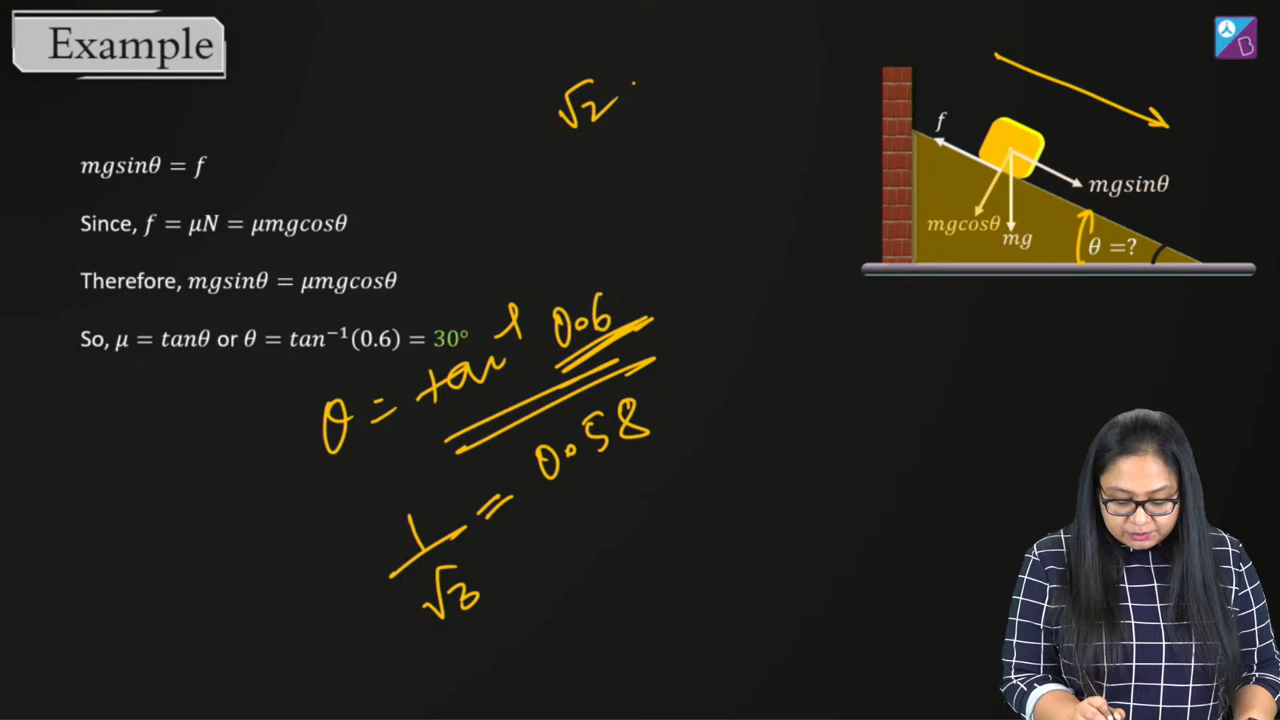 Example
√2
mgsinθ = f
Since, f = μN = μmgcosθ
Therefore, mgsinθ = μmgcosθ
So, μ = tanθ or θ = tan⁻¹(0.6) = 30°
θ = tan⁻¹ 0.6
1/√3 = 0.58
f
mgsinθ
mgcosθ
mg
θ =?
B